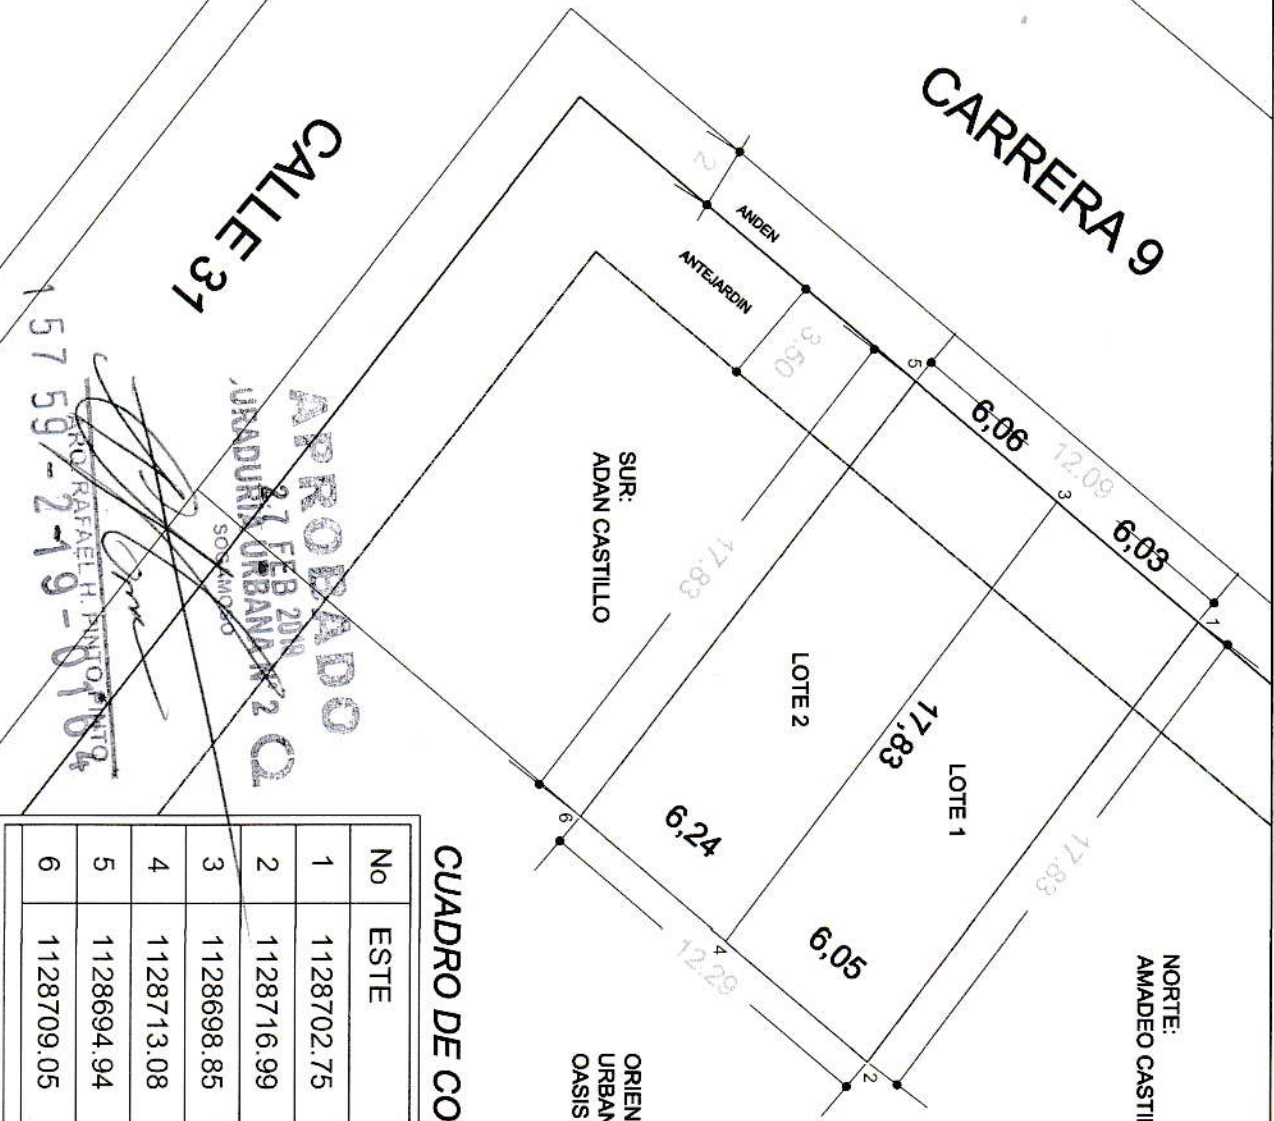 CARRERA 9
CALLE 31
2
ANDEN
ANTEJARDIN
3.50
5
6,06
12.09
3
6,03
1
17.83
SUR:
ADAN CASTILLO
LOTE 2
17,83
LOTE 1
17.83
6,24
6,05
6
4
12.29
2
NORTE:
AMADEO CASTI
ORIEN
URBAN
OASIS
APROBADO
27 FEB
URADURIA URBANA N 2
SOGAMOSO
ARQ. RAFAEL H. PINTO PINTO
15759-2-19-0104
CUADRO DE CO
No ESTE
1 1128702.75
2 1128716.99
3 1128698.85
4 1128713.08
5 1128694.94
6 1128709.05